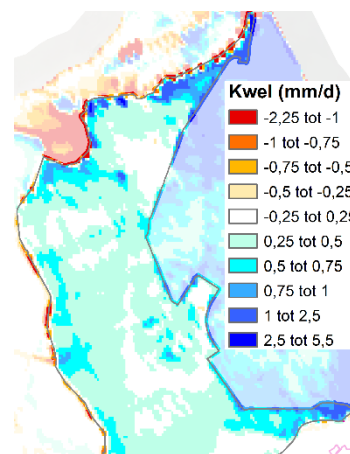 Kwel (mm/d)
-2,25 tot -1
-1 tot -0,75
-0,75 tot -0,5
-0,5 tot -0,25
-0,25 tot 0,25
0,25 tot 0,5
0,5 tot 0,75
0,75 tot 1
1 tot 2,5
2,5 tot 5,5